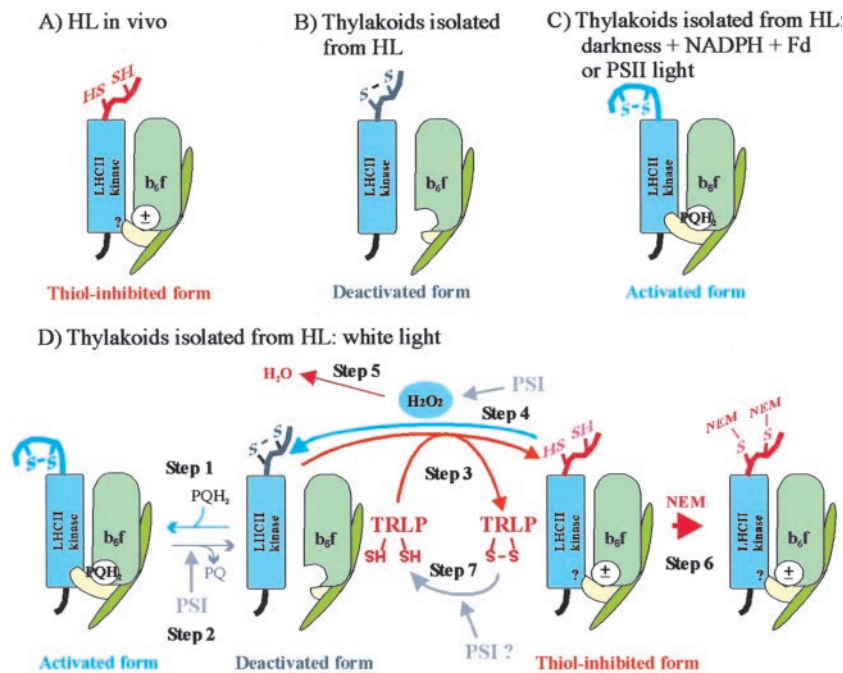 A) HL in vivo
B) Thylakoids isolated
from HL
C) Thylakoids isolated from HL:
darkness + NADPH + Fd
or PSII light
HS SH
LHCII
kinase
b₆f
?
±
Thiol-inhibited form
S - S
LHCII
kinase
b₆f
Deactivated form
S-S
LHCII
kinase
b₆f
PQH₂
Activated form
D) Thylakoids isolated from HL: white light
H₂O
Step 5
H₂O₂
PSI
Step 4
S-S
LHCII
kinase
b₆f
PQH₂
Activated form
Step 1
PQH₂
PQ
PSI
Step 2
S - S
LHCII
kinase
b₆f
Deactivated form
Step 3
TRLP
SH SH
TRLP
S-S
Step 7
PSI ?
HS SH
LHCII
kinase
b₆f
?
±
Thiol-inhibited form
NEM
Step 6
NEM NEM
S S
LHCII
kinase
b₆f
?
±